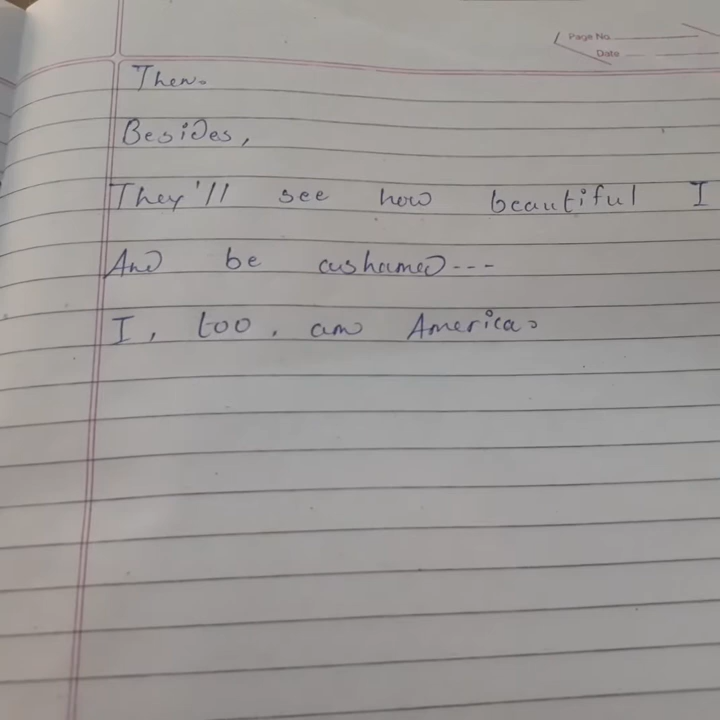 Page No.
Date
Then.
Besides,
They'll see how beautiful I
And be ashamed---
I, too, am America.